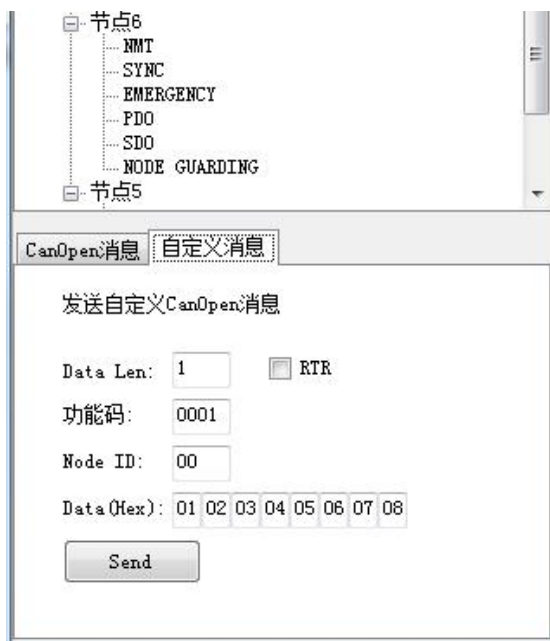 节点6
NMT
SYNC
EMERGENCY
PDO
SDO
NODE GUARDING
节点5
CanOpen消息 自定义消息
发送自定义CanOpen消息
Data Len: 1 RTR
功能码: 0001
Node ID: 00
Data(Hex): 01 02 03 04 05 06 07 08
Send